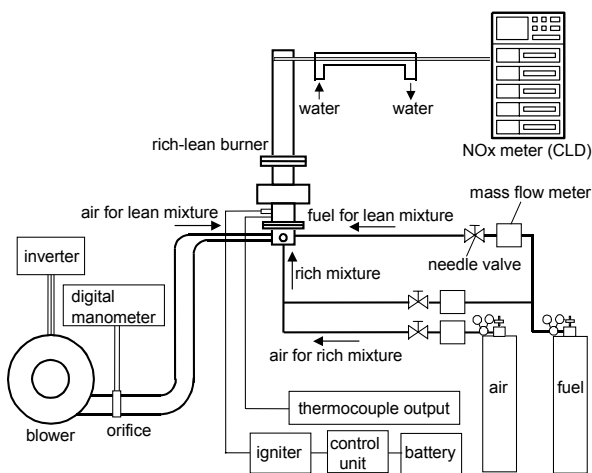 water
water
NOx meter (CLD)
rich-lean burner
mass flow meter
air for lean mixture
fuel for lean mixture
needle valve
inverter
rich mixture
digital
manometer
air for rich mixture
air
fuel
thermocouple output
blower
orifice
igniter
control
unit
battery